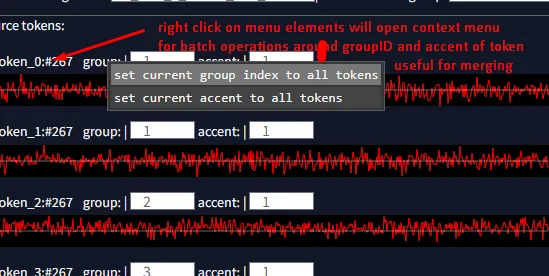 urce tokens:
right click on menu elements will open context menu
for batch operations around groupID and accent of token
useful for merging
oken_0:#267 group: | 1 accent: | 1
set current group index to all tokens
set current accent to all tokens
oken_1:#267 group: | 1 accent: | 1
oken_2:#267 group: | 2 accent: | 1
oken_3:#267 group: | 3 accent: | 1